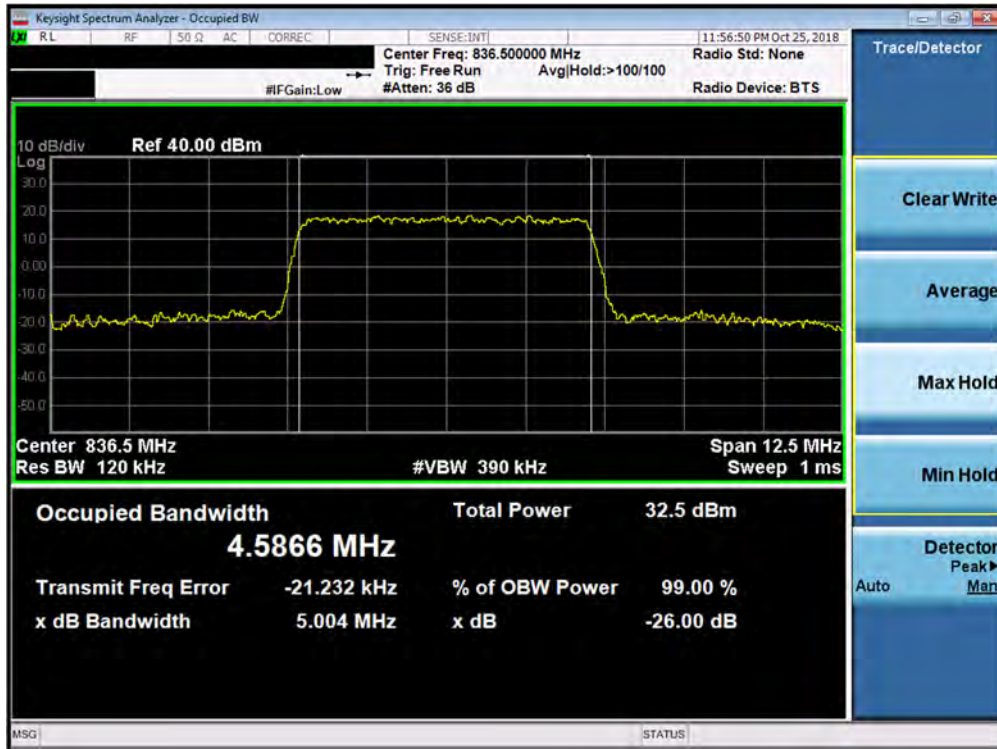 Keysight Spectrum Analyzer - Occupied BW
LXI RL RF 50 Ω AC CORREC SENSE:INT 11:56:50 PM Oct 25, 2018
Center Freq: 836.500000 MHz Radio Std: None
Trig: Free Run Avg|Hold:>100/100
#IFGain:Low #Atten: 36 dB Radio Device: BTS
Trace/Detector
10 dB/div Ref 40.00 dBm
Log
30.0
20.0
10.0
0.00
-10.0
-20.0
-30.0
-40.0
-50.0
Center 836.5 MHz Span 12.5 MHz
Res BW 120 kHz #VBW 390 kHz Sweep 1 ms
Occupied Bandwidth Total Power 32.5 dBm
4.5866 MHz
Transmit Freq Error -21.232 kHz % of OBW Power 99.00 %
x dB Bandwidth 5.004 MHz x dB -26.00 dB
Clear Write
Average
Max Hold
Min Hold
Detector
Peak▶
Auto Man
MSG STATUS